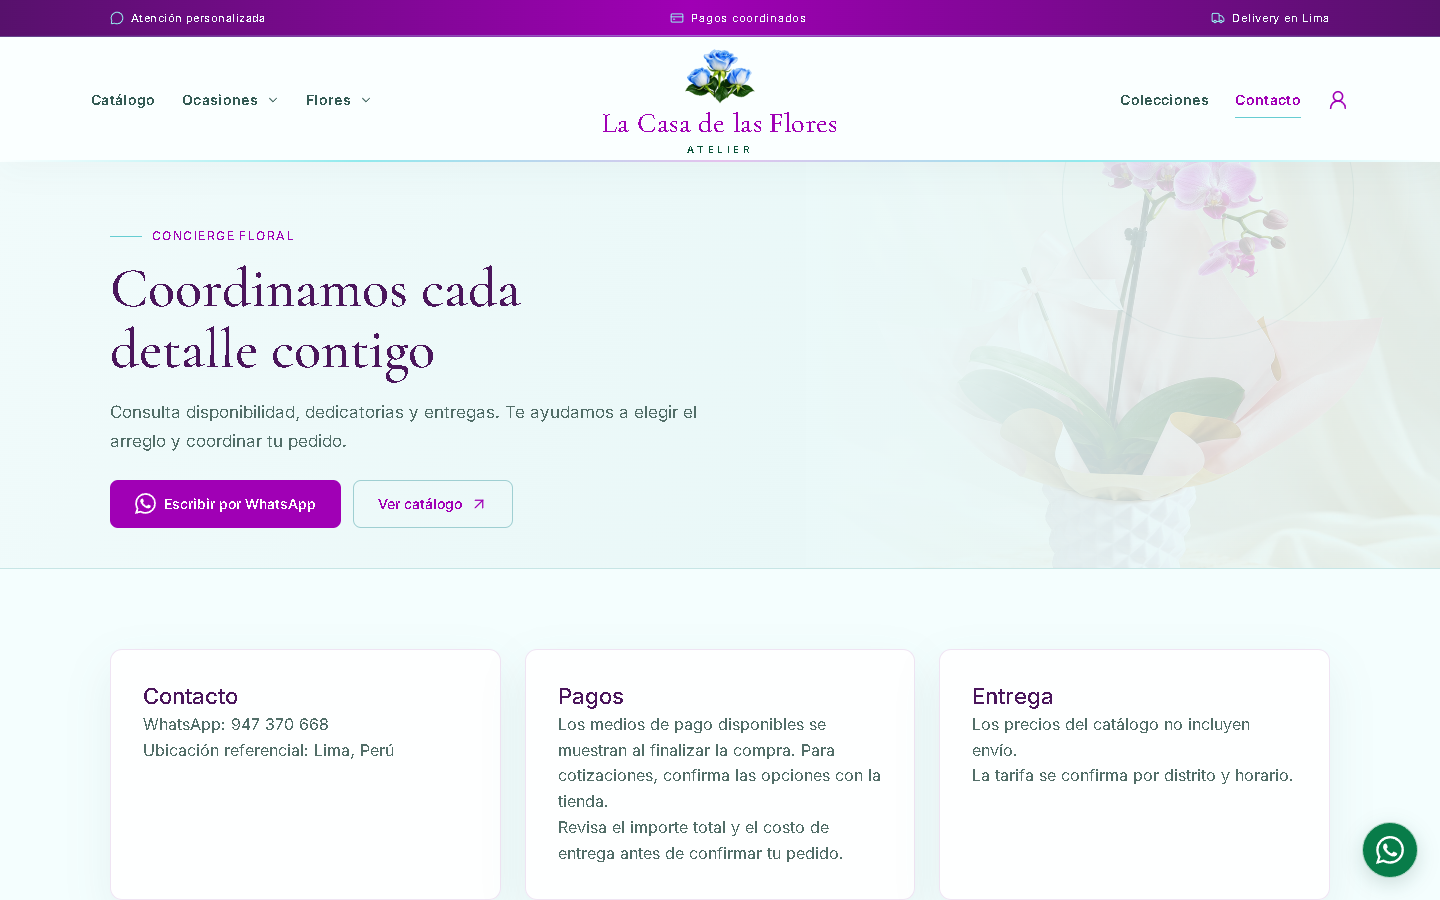 Atención personalizada
Pagos coordinados
Delivery en Lima
Catálogo
Ocasiones
Flores
La Casa de las Flores
ATELIER
Colecciones
Contacto
CONCIERGE FLORAL
Coordinamos cada
detalle contigo
Consulta disponibilidad, dedicatorias y entregas. Te ayudamos a elegir el
arreglo y coordinar tu pedido.
Escribir por WhatsApp
Ver catálogo
Contacto
WhatsApp: 947 370 668
Ubicación referencial: Lima, Perú
Pagos
Los medios de pago disponibles se
muestran al finalizar la compra. Para
cotizaciones, confirma las opciones con la
tienda.
Revisa el importe total y el costo de
entrega antes de confirmar tu pedido.
Entrega
Los precios del catálogo no incluyen
envío.
La tarifa se confirma por distrito y horario.